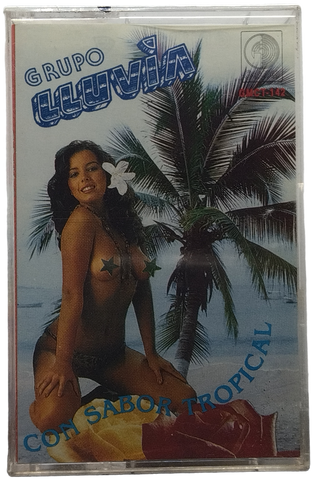 GRUPO
LLUVIA
CON SABOR TROPICAL